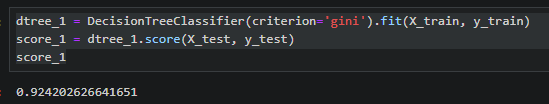 dtree_1 = DecisionTreeClassifier(criterion='gini').fit(X_train, y_train)
score_1 = dtree_1.score(X_test, y_test)
score_1
0.924202626641651